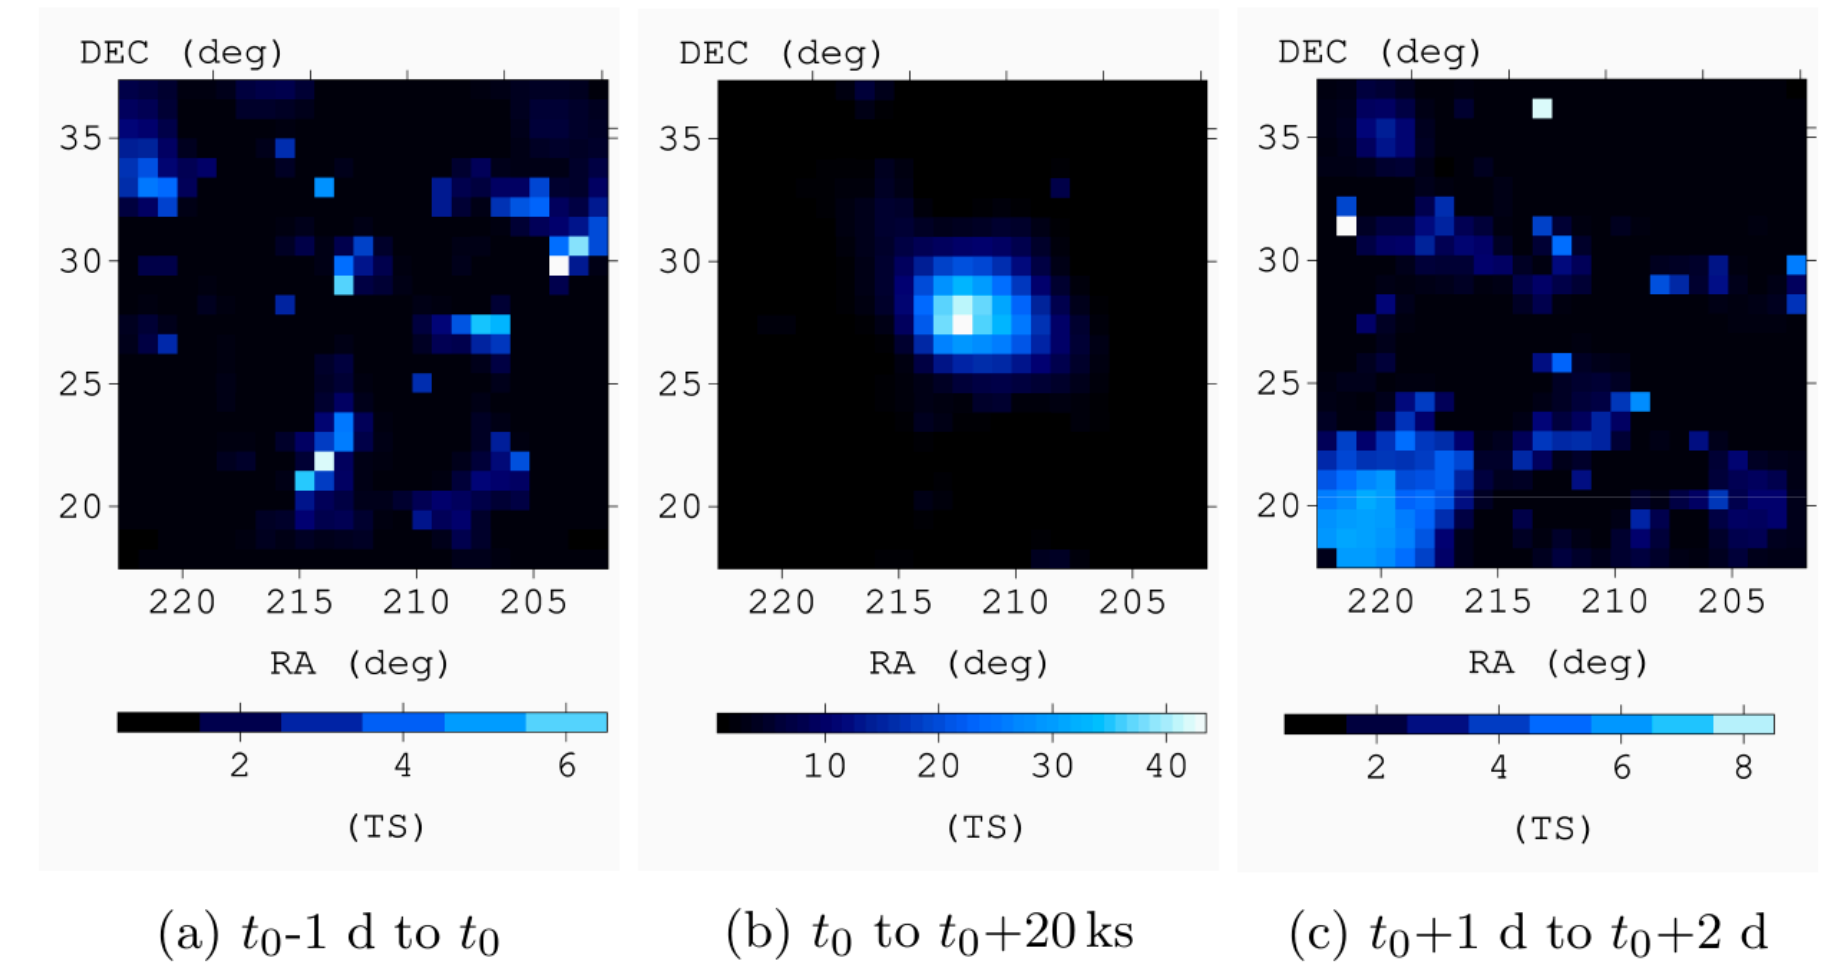 DEC (deg)
35
30
25
20
220 215 210 205
RA (deg)
2 4 6
(TS)
(a) t₀-1 d to t₀
DEC (deg)
35
30
25
20
220 215 210 205
RA (deg)
10 20 30 40
(TS)
(b) t₀ to t₀+20 ks
DEC (deg)
35
30
25
20
220 215 210 205
RA (deg)
2 4 6 8
(TS)
(c) t₀+1 d to t₀+2 d